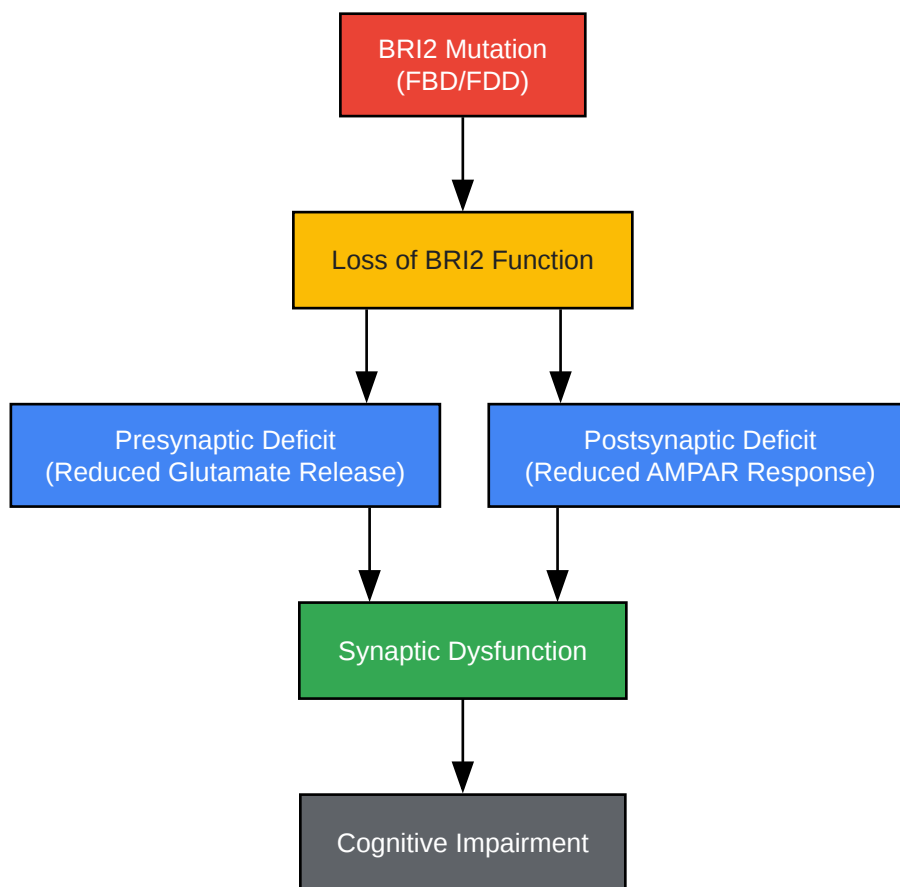 BRI2 Mutation
(FBD/FDD)
Loss of BRI2 Function
Presynaptic Deficit
(Reduced Glutamate Release)
Postsynaptic Deficit
(Reduced AMPAR Response)
Synaptic Dysfunction
Cognitive Impairment